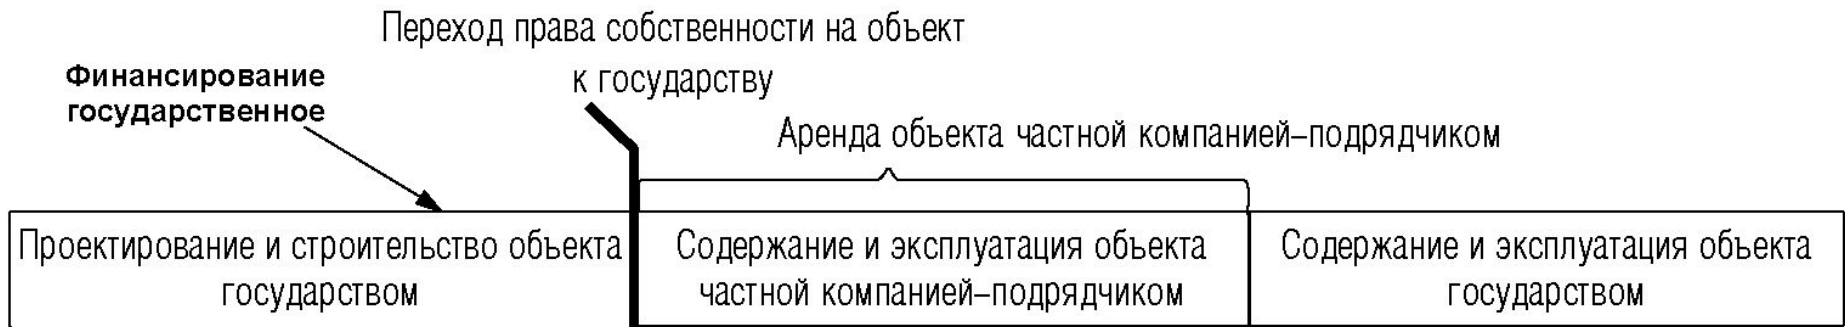 Переход права собственности на объект
к государству
Финансирование
государственное
Аренда объекта частной компанией–подрядчиком
Проектирование и строительство объекта
государством
Содержание и эксплуатация объекта
частной компанией–подрядчиком
Содержание и эксплуатация объекта
государством